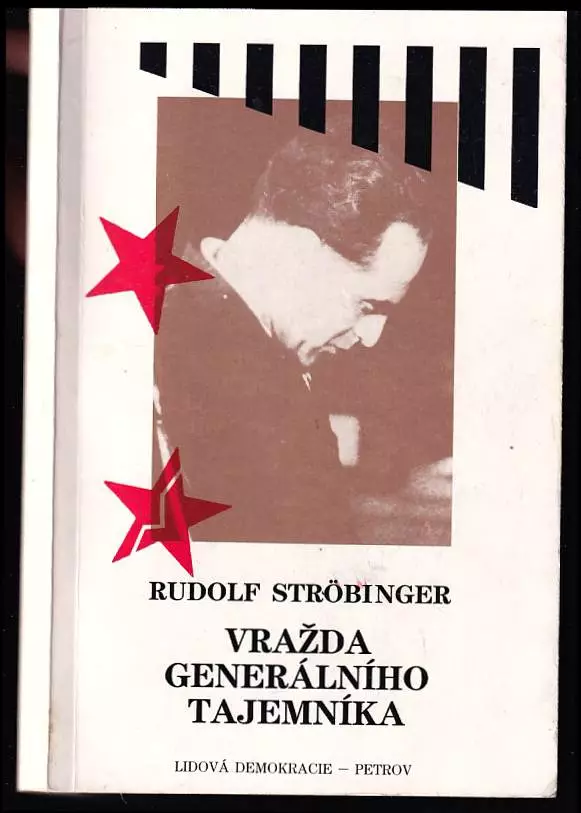 RUDOLF STRÖBINGER
VRAŽDA
GENERÁLNÍHO
TAJEMNÍKA
LIDOVÁ DEMOKRACIE – PETROV